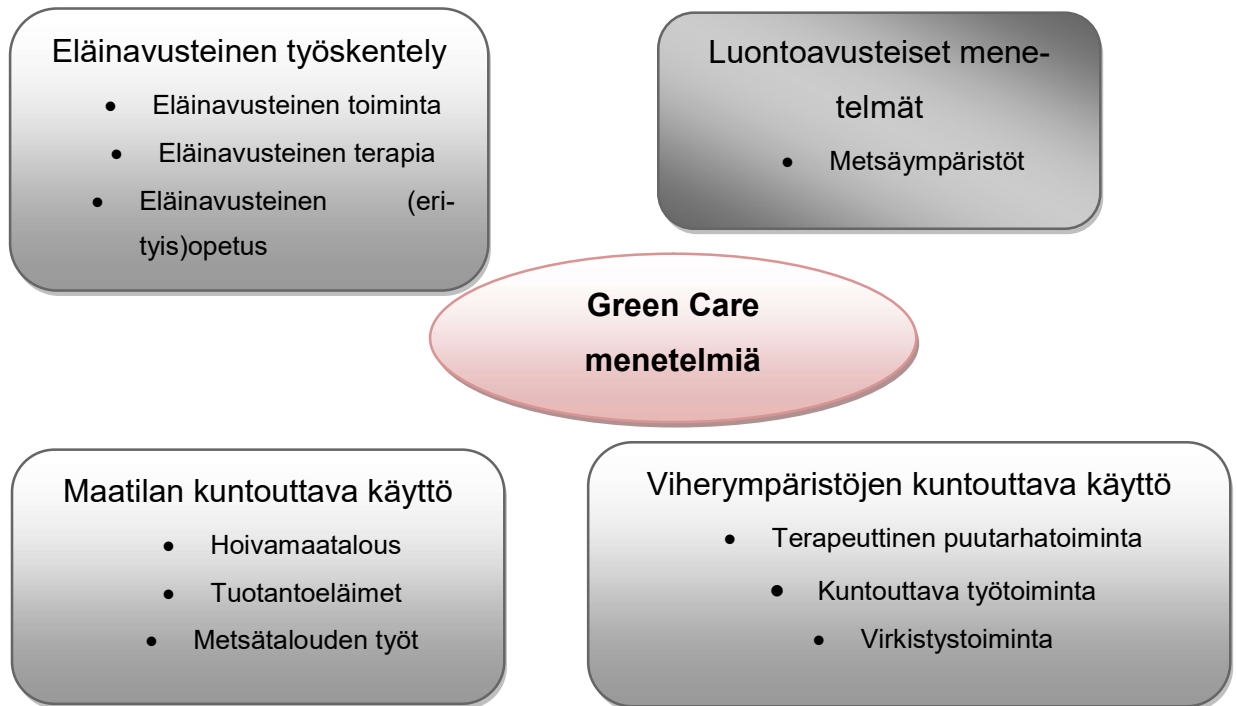 Eläinavusteinen työskentely
• Eläinavusteinen toiminta
• Eläinavusteinen terapia
• Eläinavusteinen (eri-
tyis)opetus
Luontoavusteiset mene-
telmät
• Metsäympäristöt
Green Care
menetelmiä
Maatilan kuntouttava käyttö
• Hoivamaatalous
• Tuotantoeläimet
• Metsätalouden työt
Viherympäristöjen kuntouttava käyttö
• Terapeuttinen puutarhatoiminta
• Kuntouttava työtoiminta
• Virkistystoiminta